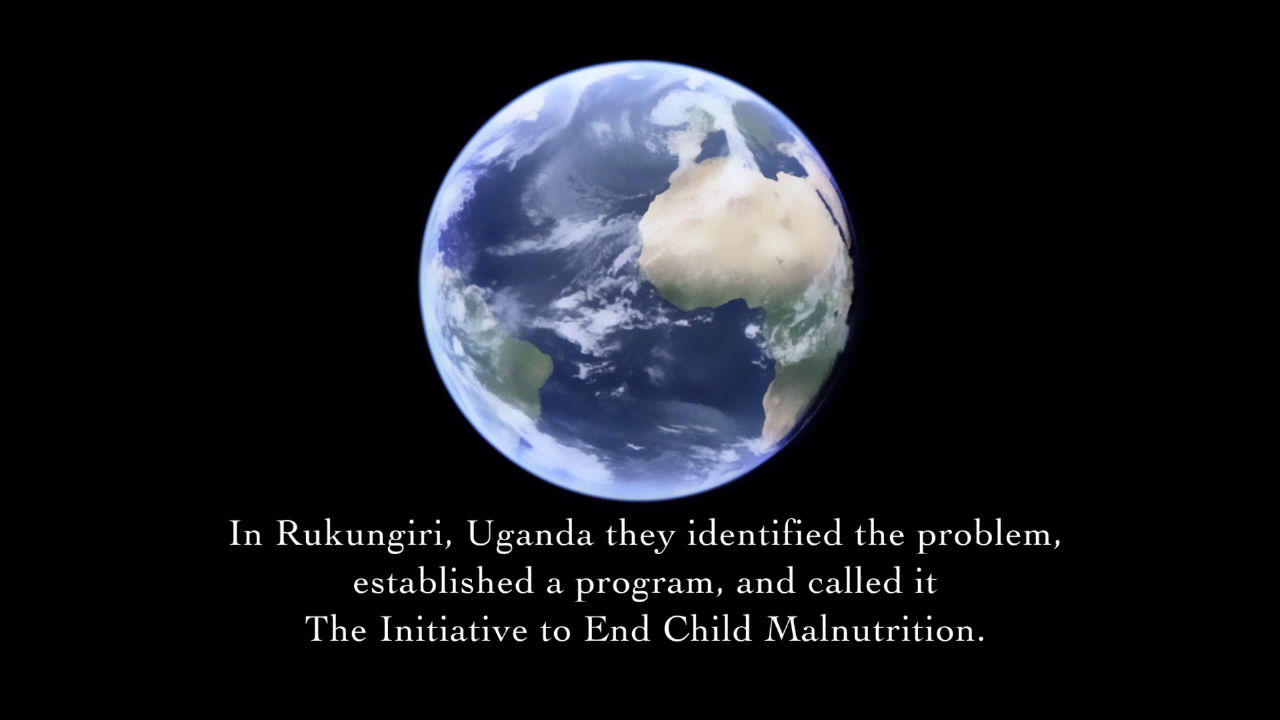 In Rukungiri, Uganda they identified the problem,
established a program, and called it
The Initiative to End Child Malnutrition.